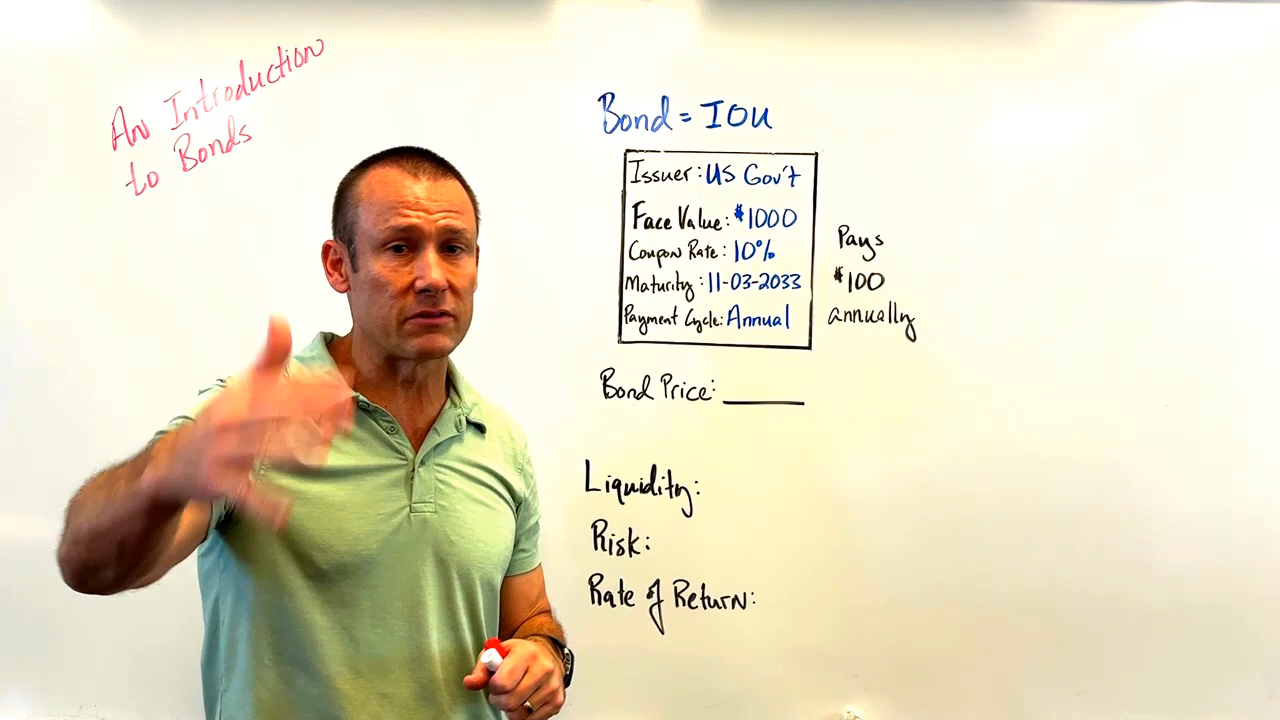 An Introduction
to Bonds
Bond = IOU
Issuer: US Gov't
Face Value: $1000
Coupon Rate: 10%
Maturity: 11-03-2033
Payment Cycle: Annual
Pays
$100
annually
Bond Price: ______
Liquidity:
Risk:
Rate of Return: